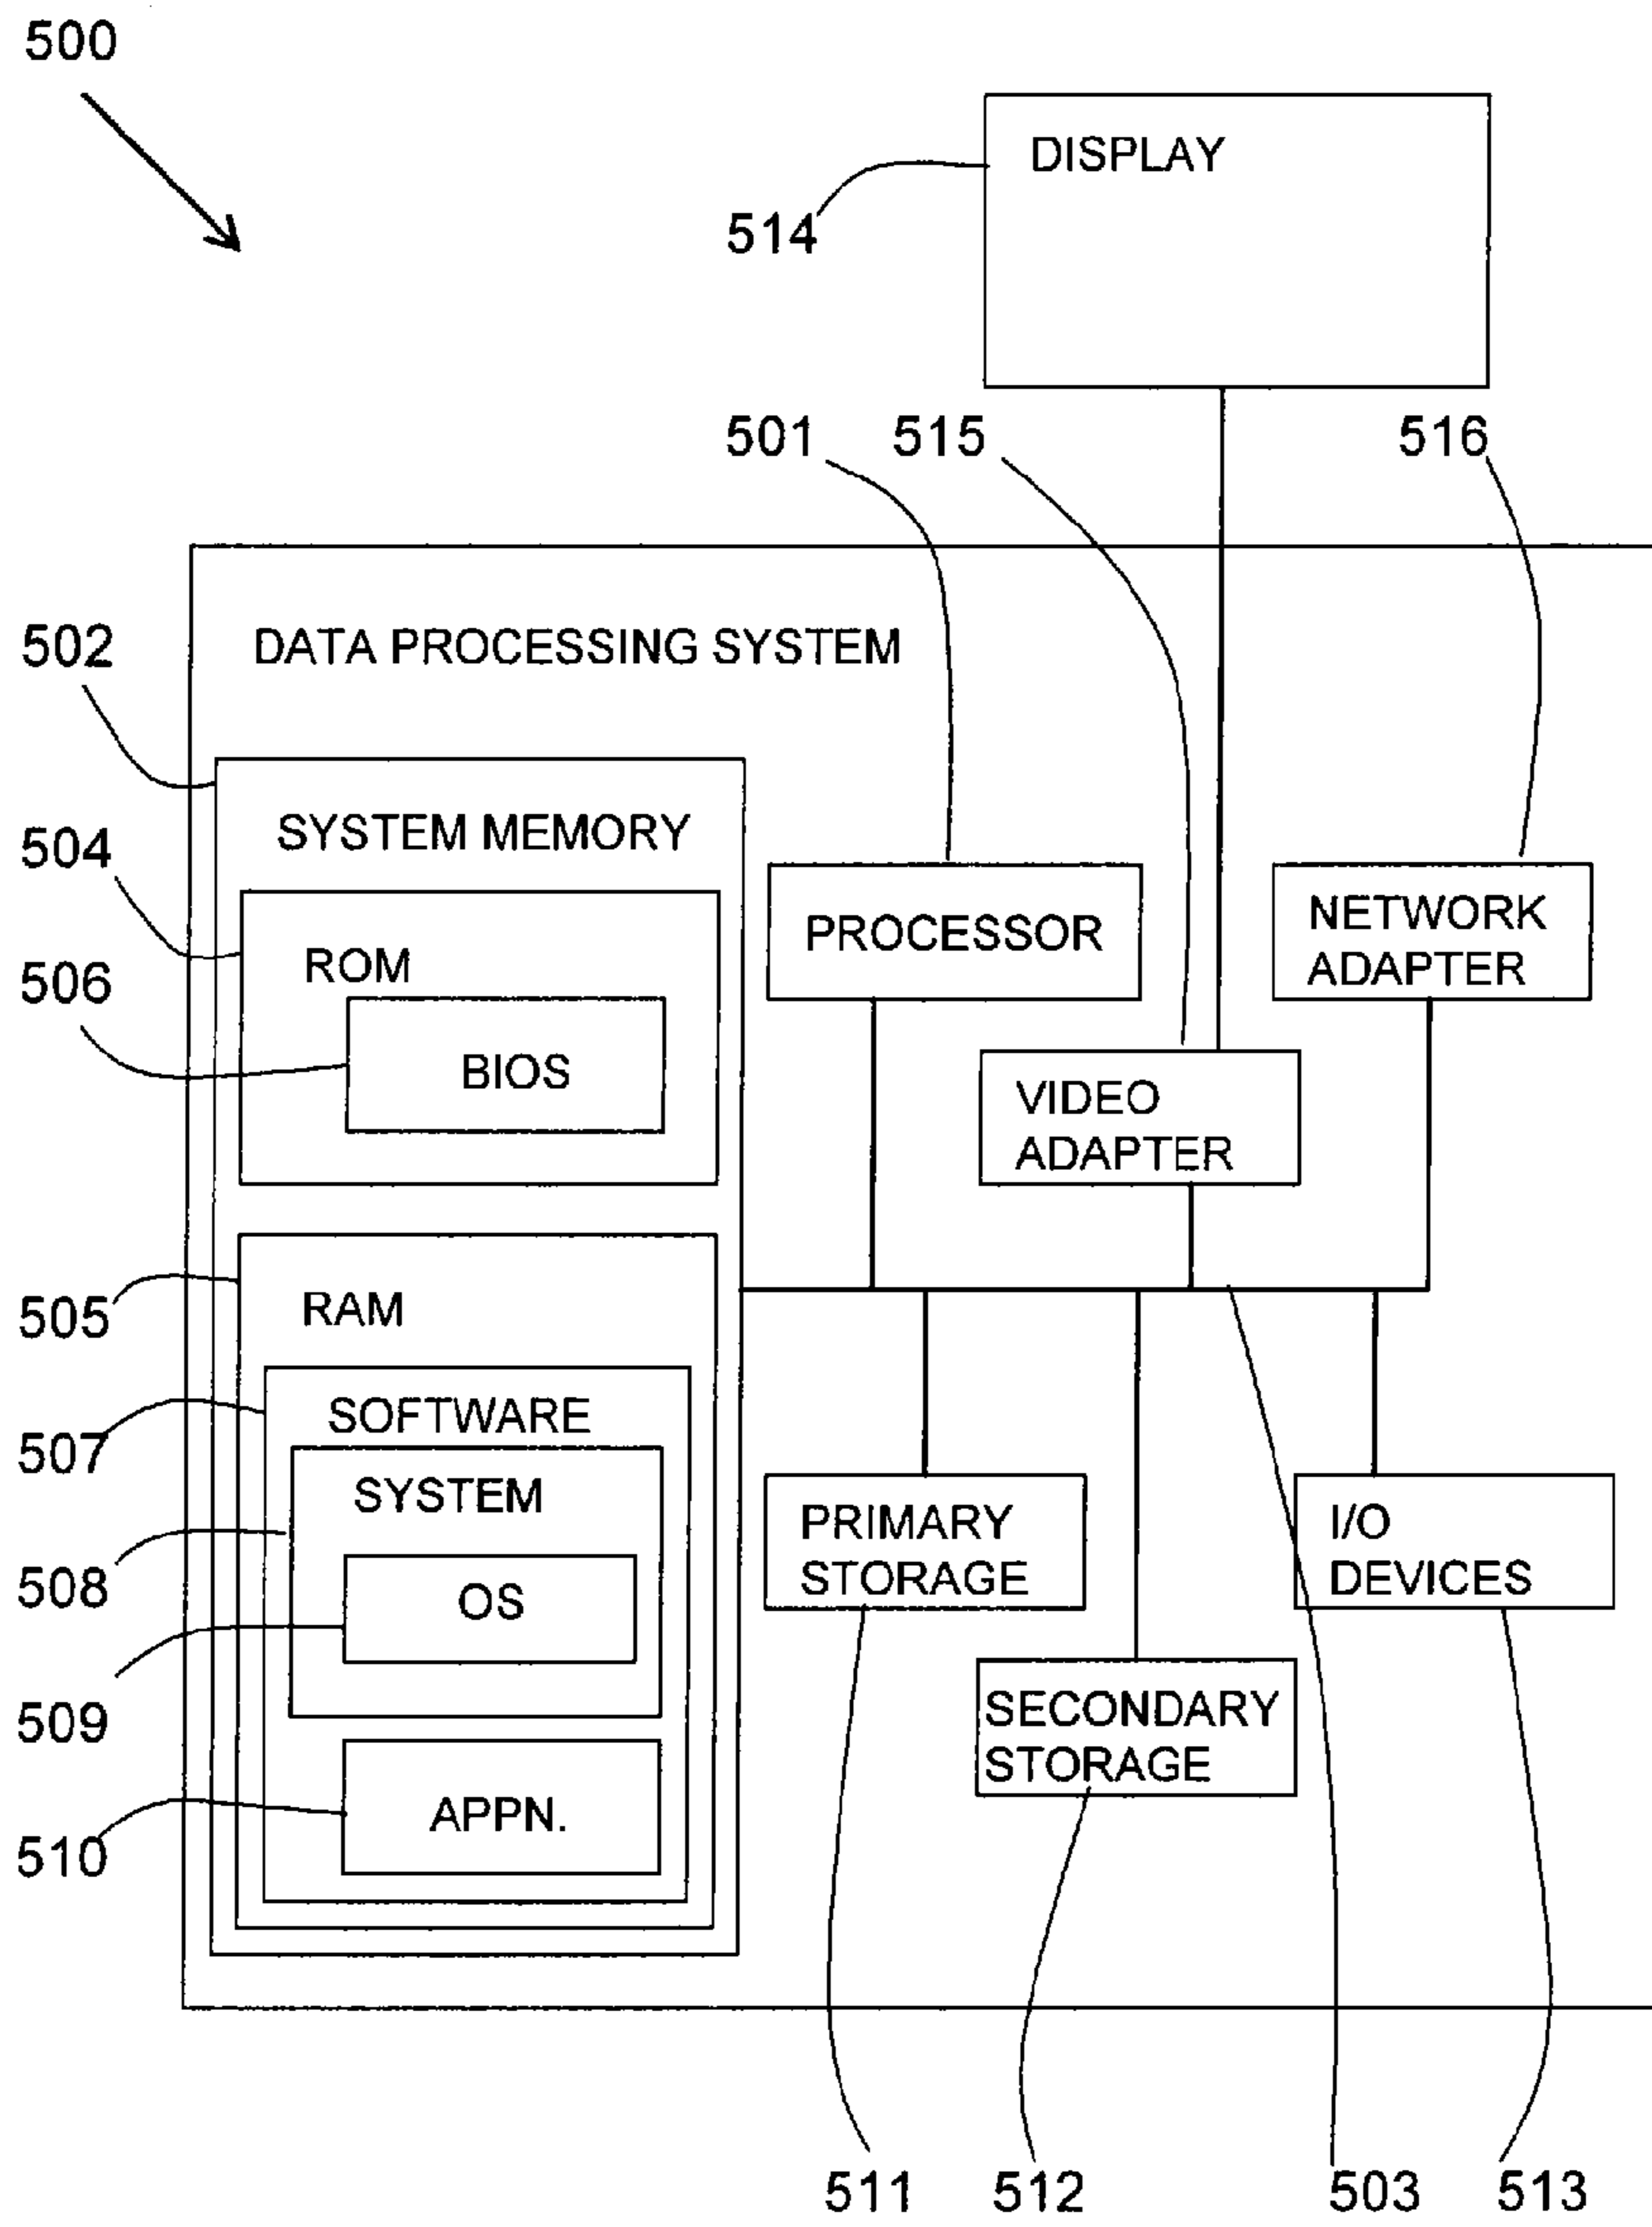 500
DISPLAY
514
501
515
516
502
DATA PROCESSING SYSTEM
SYSTEM MEMORY
504
ROM
506
BIOS
PROCESSOR
NETWORK
ADAPTER
VIDEO
ADAPTER
505
RAM
507
SOFTWARE
SYSTEM
508
OS
509
APPN.
510
PRIMARY
STORAGE
I/O
DEVICES
SECONDARY
STORAGE
511
512
503
513